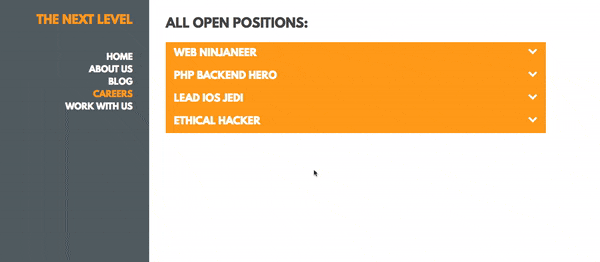 THE NEXT LEVEL
HOME
ABOUT US
BLOG
CAREERS
WORK WITH US
ALL OPEN POSITIONS:
WEB NINJANEER
PHP BACKEND HERO
LEAD IOS JEDI
ETHICAL HACKER